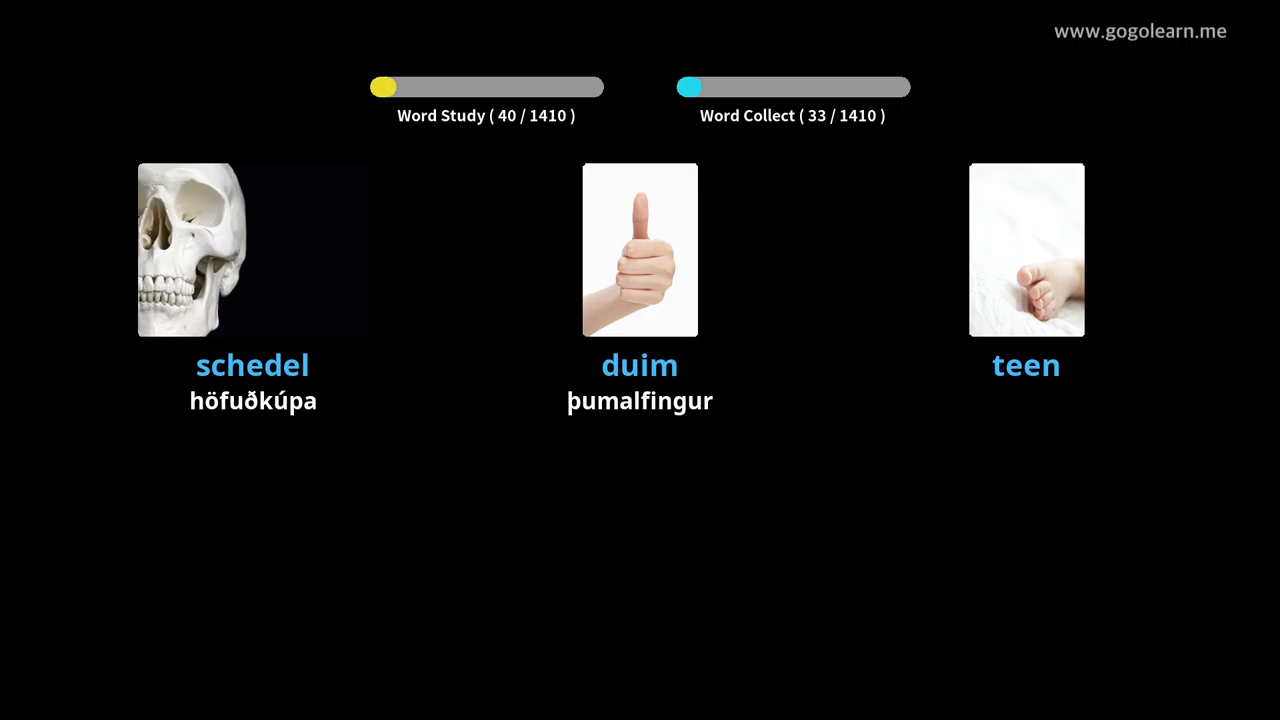 www.gogolearn.me
Word Study ( 40 / 1410 )
Word Collect ( 33 / 1410 )
schedel
duim
teen
höfuðkúpa
þumalfingur